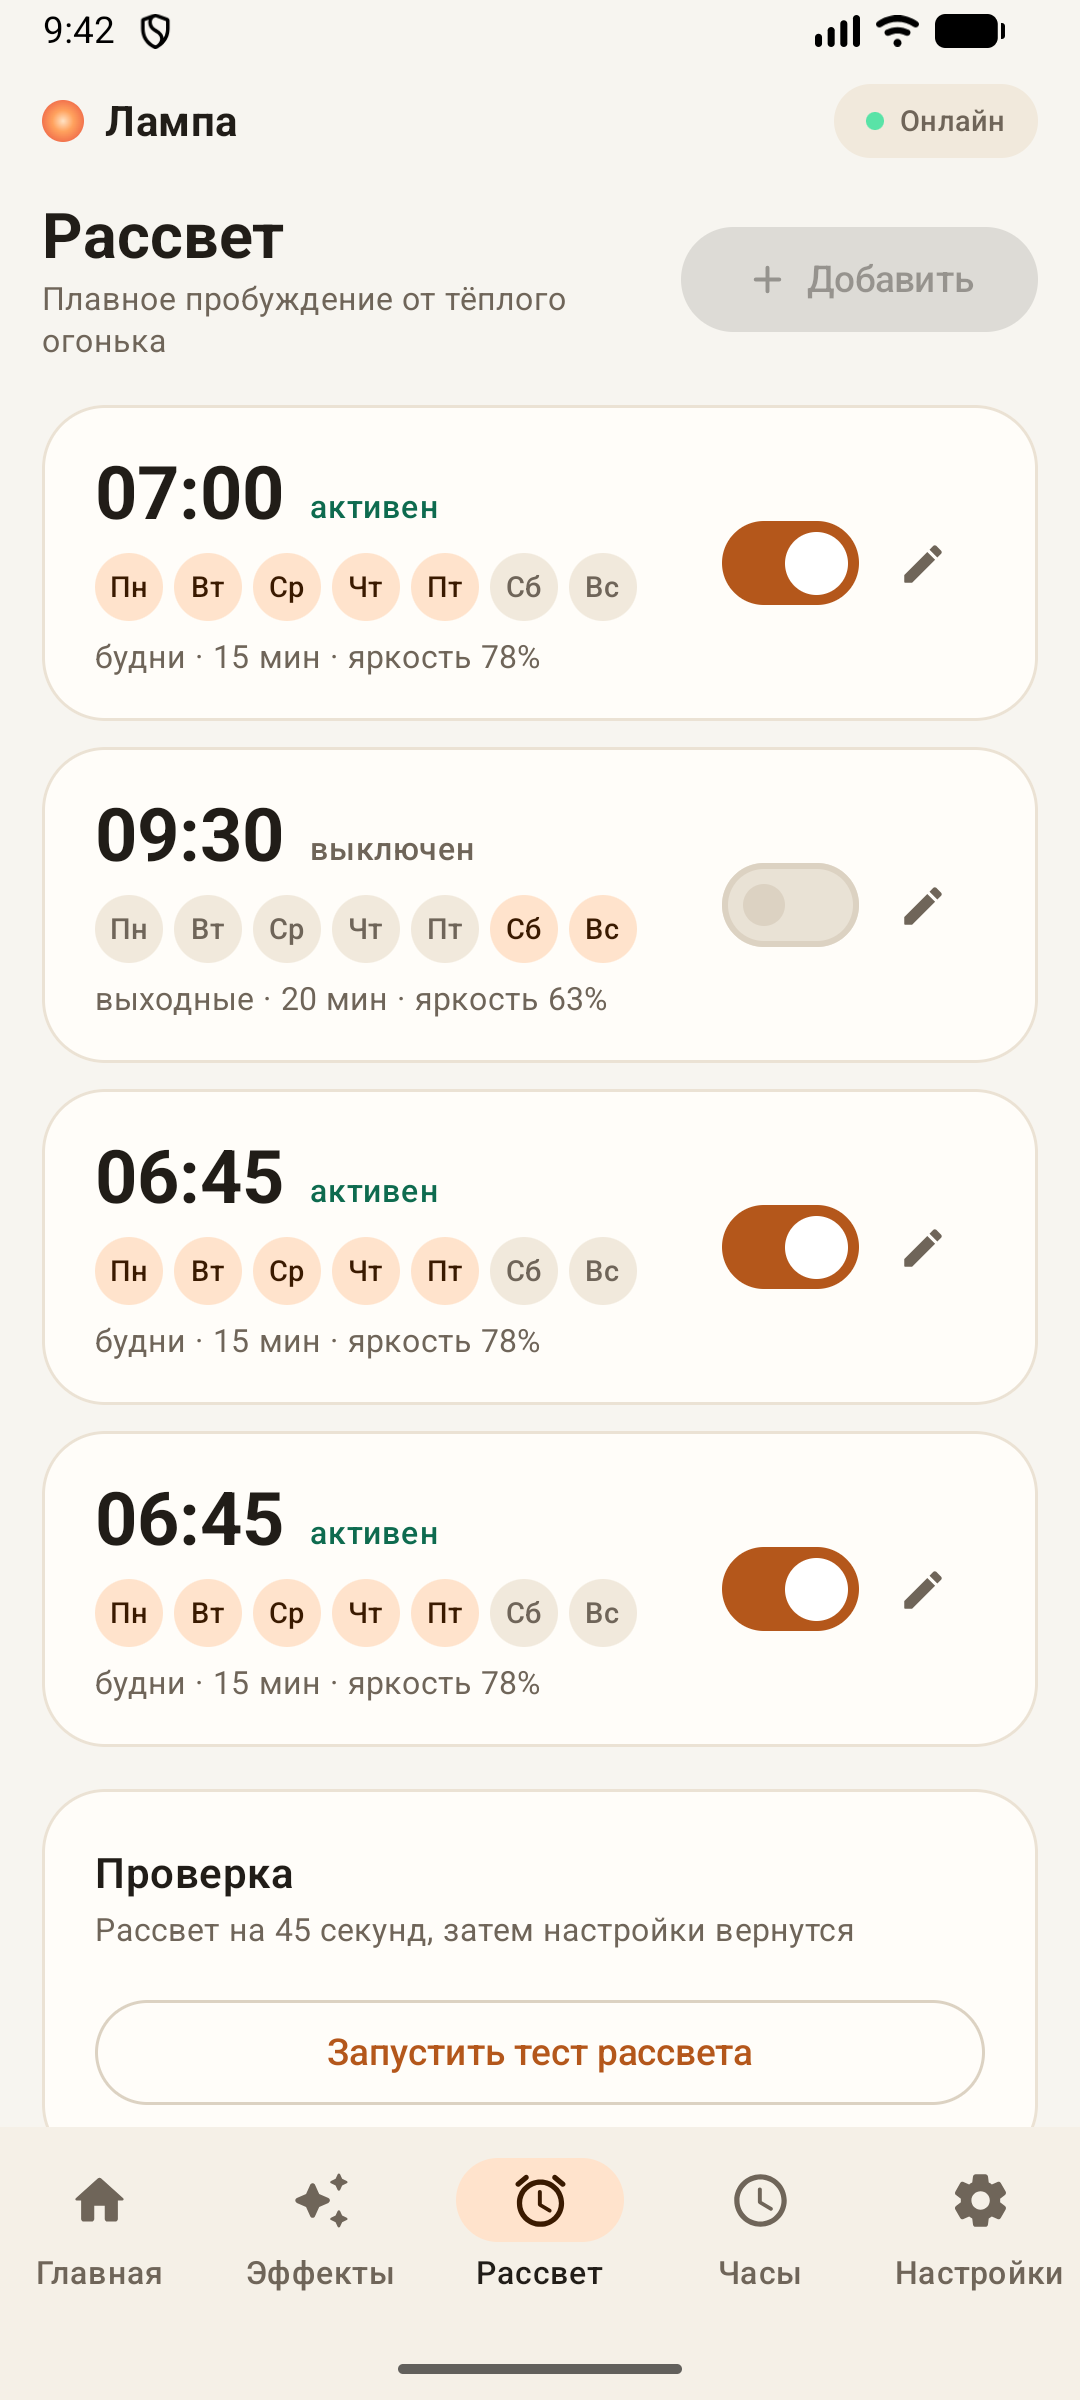 9:42
Лампа
Онлайн
Рассвет
Плавное пробуждение от тёплого
огонька
Добавить
07:00 активен
Пн Вт Ср Чт Пт Сб Вс
будни · 15 мин · яркость 78%
09:30 выключен
Пн Вт Ср Чт Пт Сб Вс
выходные · 20 мин · яркость 63%
06:45 активен
Пн Вт Ср Чт Пт Сб Вс
будни · 15 мин · яркость 78%
06:45 активен
Пн Вт Ср Чт Пт Сб Вс
будни · 15 мин · яркость 78%
Проверка
Рассвет на 45 секунд, затем настройки вернутся
Запустить тест рассвета
Главная Эффекты Рассвет Часы Настройки